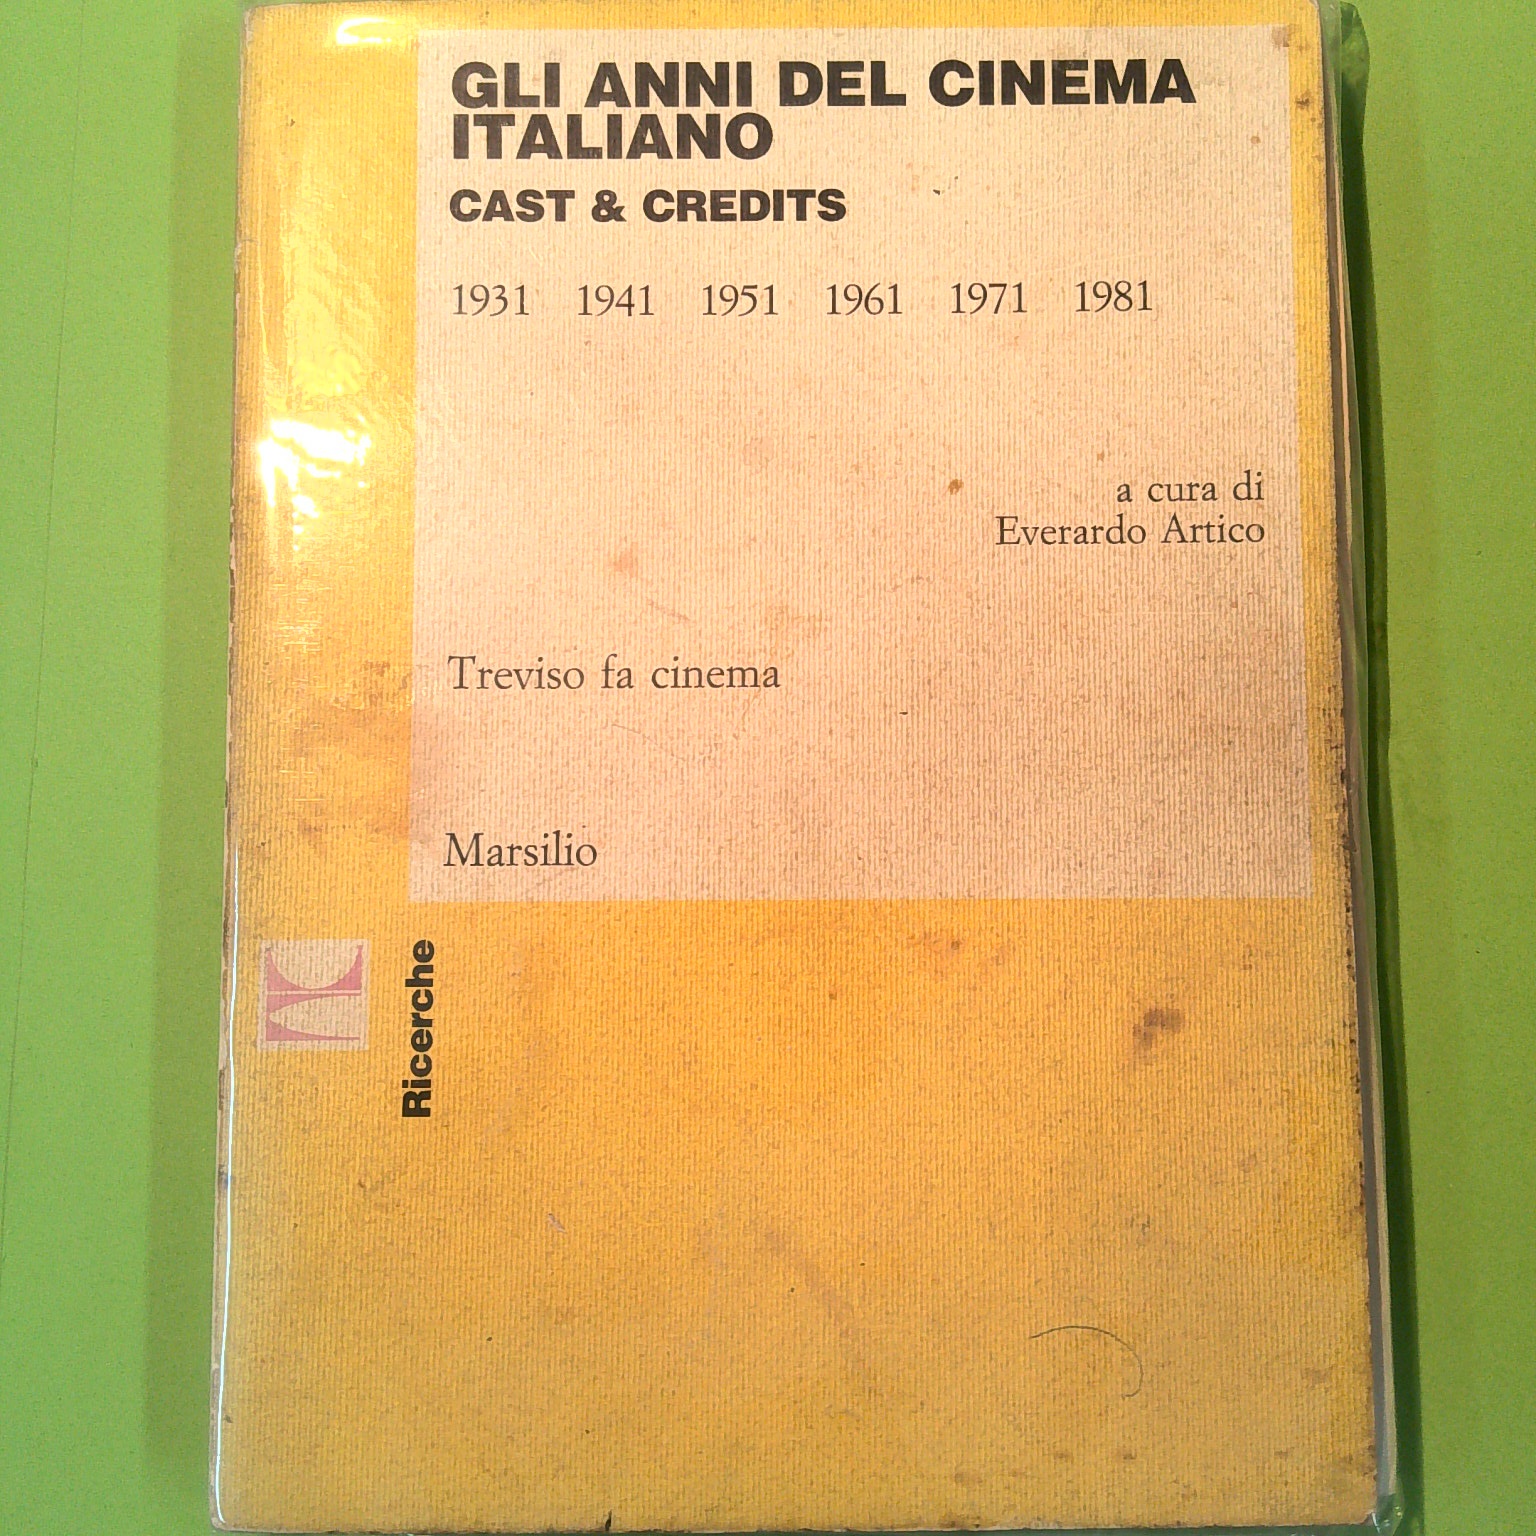 GLI ANNI DEL CINEMA
ITALIANO
CAST & CREDITS
1931 1941 1951 1961 1971 1981
a cura di
Everardo Artico
Treviso fa cinema
Marsilio
Ricerche